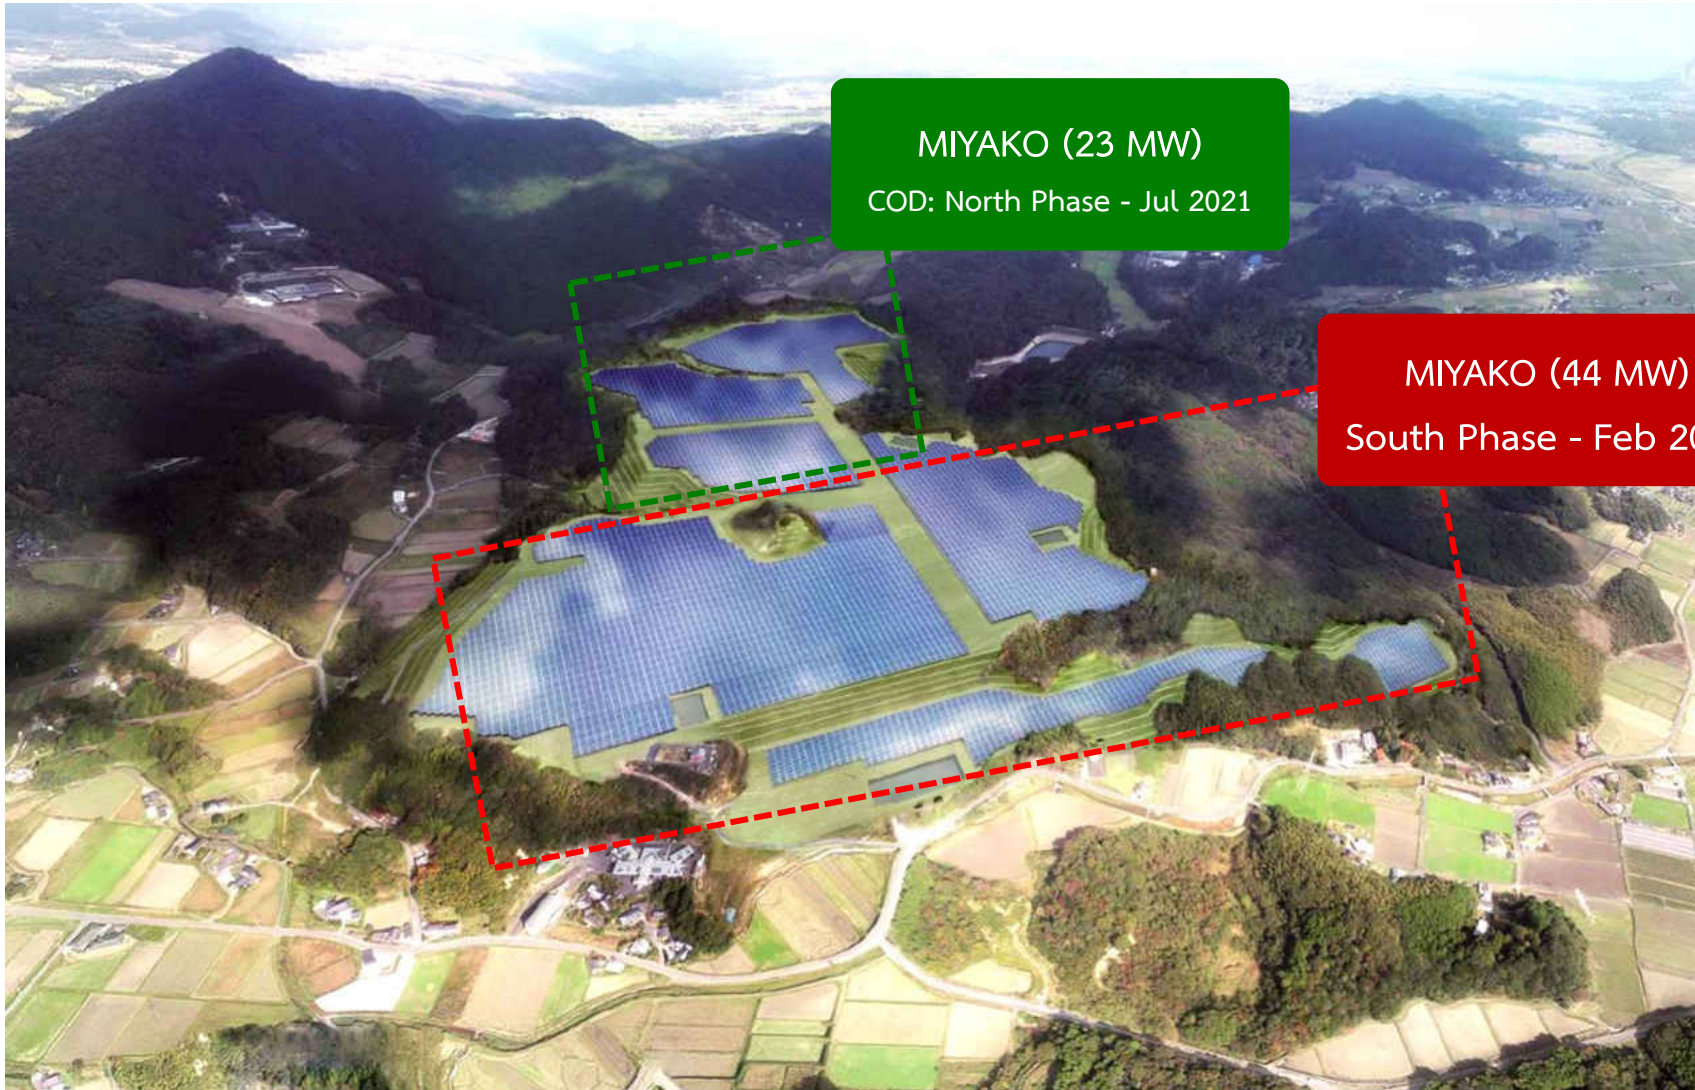 MIYAKO (23 MW)
COD: North Phase - Jul 2021
MIYAKO (44 MW)
South Phase - Feb